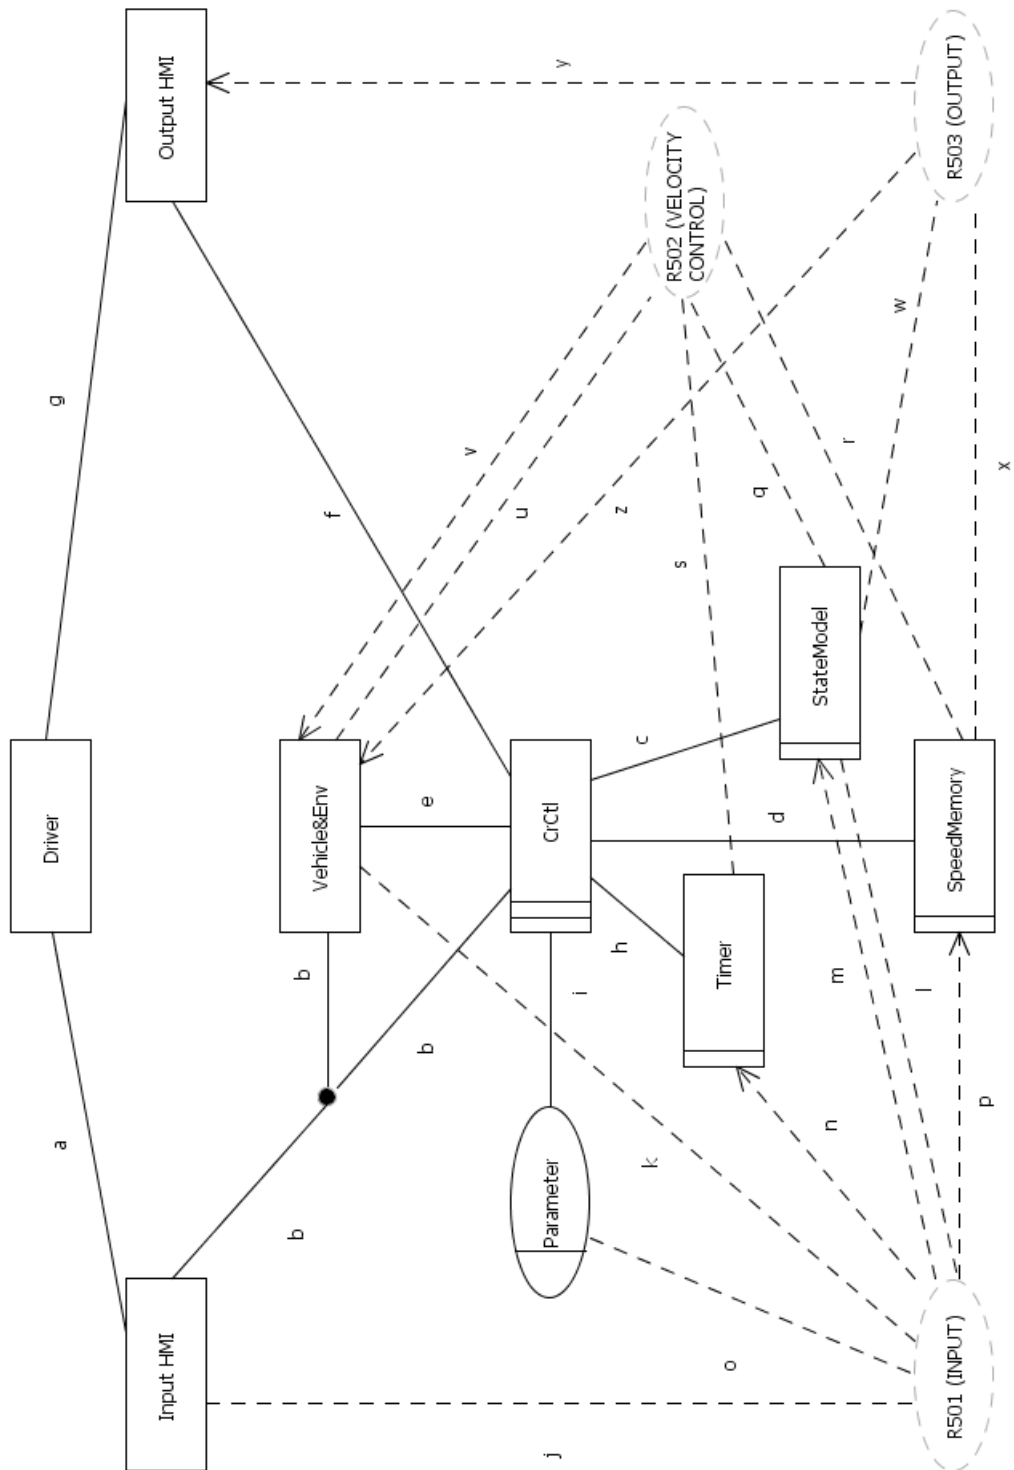 Driver
a
g
Input HMI
Output HMI
b
b
Vehicle&Env
f
b
e
v
u
j
Parameter
CrCtl
y
i
h
z
c
k
R502 (VELOCITY
CONTROL)
s
Timer
o
q
d
StateModel
n
m
r
w
l
R501 (INPUT)
SpeedMemory
R503 (OUTPUT)
p
x